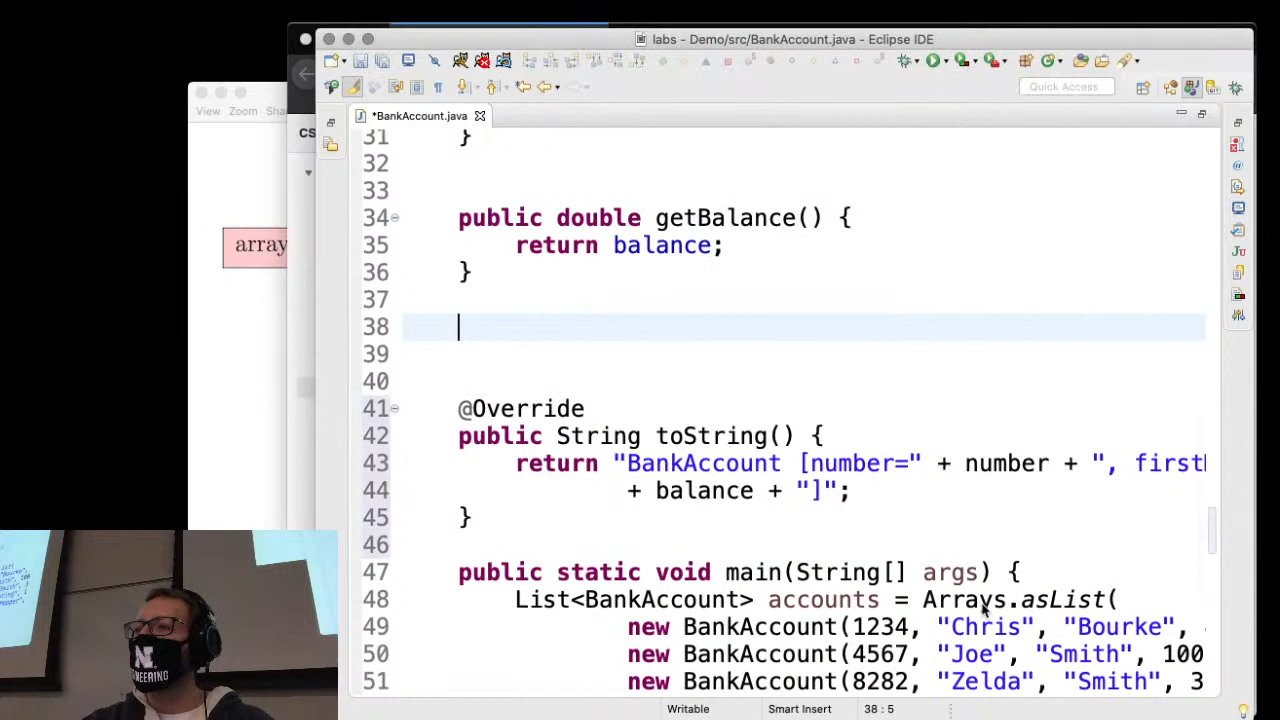 labs - Demo/src/BankAccount.java - Eclipse IDE
View Zoom
Quick Access
CS
*BankAccount.java
array
31 }
32
33
34 public double getBalance() {
35 return balance;
36 }
37
38
39
40
41 @Override
42 public String toString() {
43 return "BankAccount [number=" + number + ", first
44 + balance + "]";
45 }
46
47 public static void main(String[] args) {
48 List<BankAccount> accounts = Arrays.asList(
49 new BankAccount(1234, "Chris", "Bourke",
50 new BankAccount(4567, "Joe", "Smith", 100
51 new BankAccount(8282, "Zelda", "Smith", 3
N
Writable Smart Insert 38 : 5